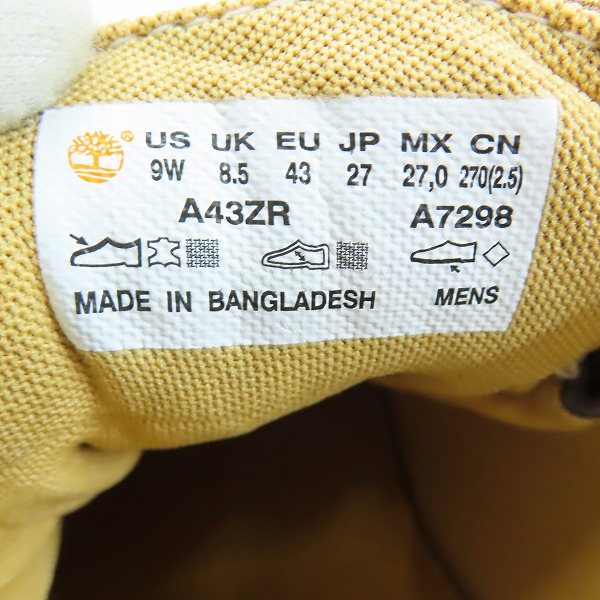 US UK EU JP MX CN
9W 8.5 43 27 27,0 270(2.5)
A43ZR A7298
MADE IN BANGLADESH MENS